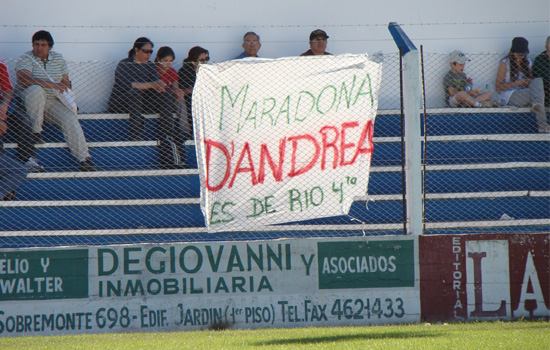 MARADONA
D'ANDREA
ES DE RIO 4to
ELIO Y
WALTER
DEGIOVANNI Y ASOCIADOS
INMOBILIARIA
SOBREMONTE 698 - EDIF. JARDIN (1er PISO) TEL. FAX 4621433
EDITORIAL
LA